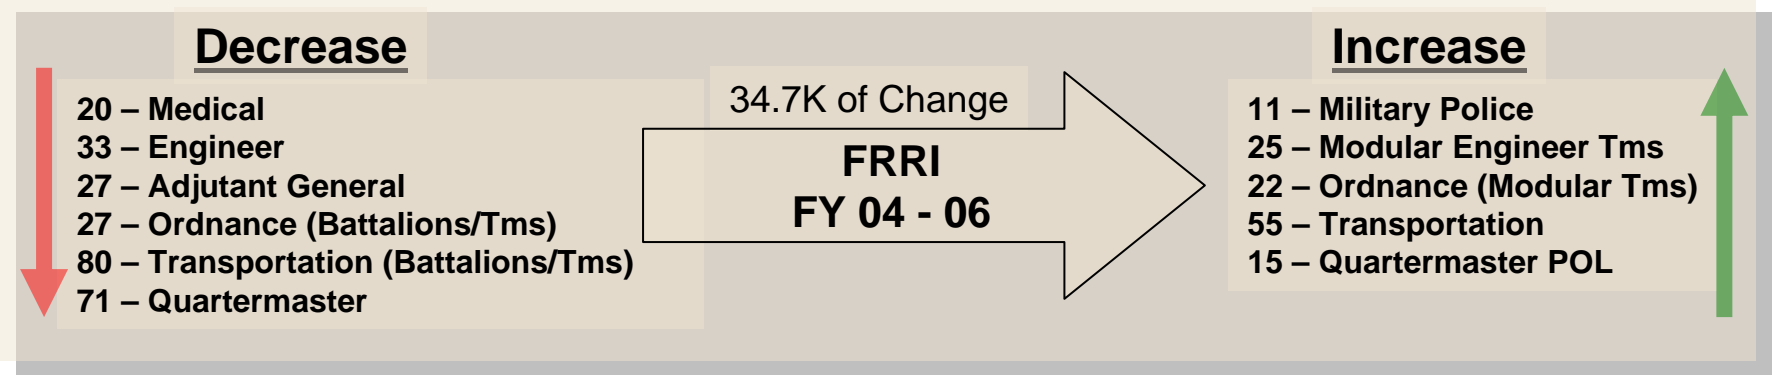 Decrease
20 – Medical
33 – Engineer
27 – Adjutant General
27 – Ordnance (Battalions/Tms)
80 – Transportation (Battalions/Tms)
71 – Quartermaster
34.7K of Change
FRRI
FY 04 - 06
Increase
11 – Military Police
25 – Modular Engineer Tms
22 – Ordnance (Modular Tms)
55 – Transportation
15 – Quartermaster POL